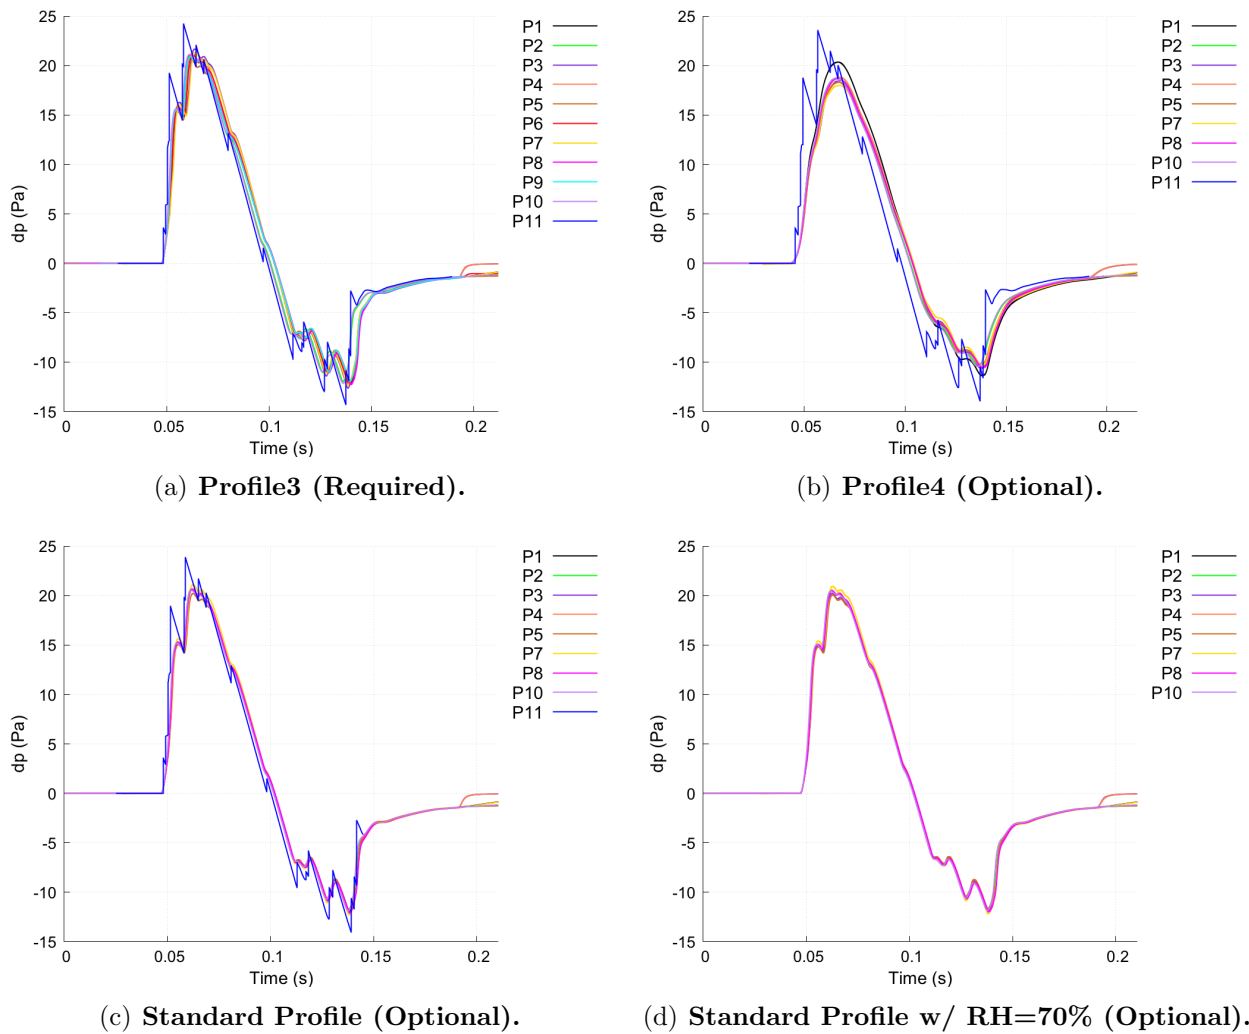 25
20
15
10
5
0
-5
-10
-15
dp (Pa)
0
0.05
0.1
0.15
0.2
Time (s)
P1
P2
P3
P4
P5
P6
P7
P8
P9
P10
P11
(a) Profile3 (Required).
25
20
15
10
5
0
-5
-10
-15
dp (Pa)
0
0.05
0.1
0.15
0.2
Time (s)
P1
P2
P3
P4
P5
P7
P8
P10
P11
(b) Profile4 (Optional).
25
20
15
10
5
0
-5
-10
-15
dp (Pa)
0
0.05
0.1
0.15
0.2
Time (s)
P1
P2
P3
P4
P5
P7
P8
P10
P11
(c) Standard Profile (Optional).
25
20
15
10
5
0
-5
-10
-15
dp (Pa)
0
0.05
0.1
0.15
0.2
Time (s)
P1
P2
P3
P4
P5
P7
P8
P10
(d) Standard Profile w/ RH=70% (Optional).